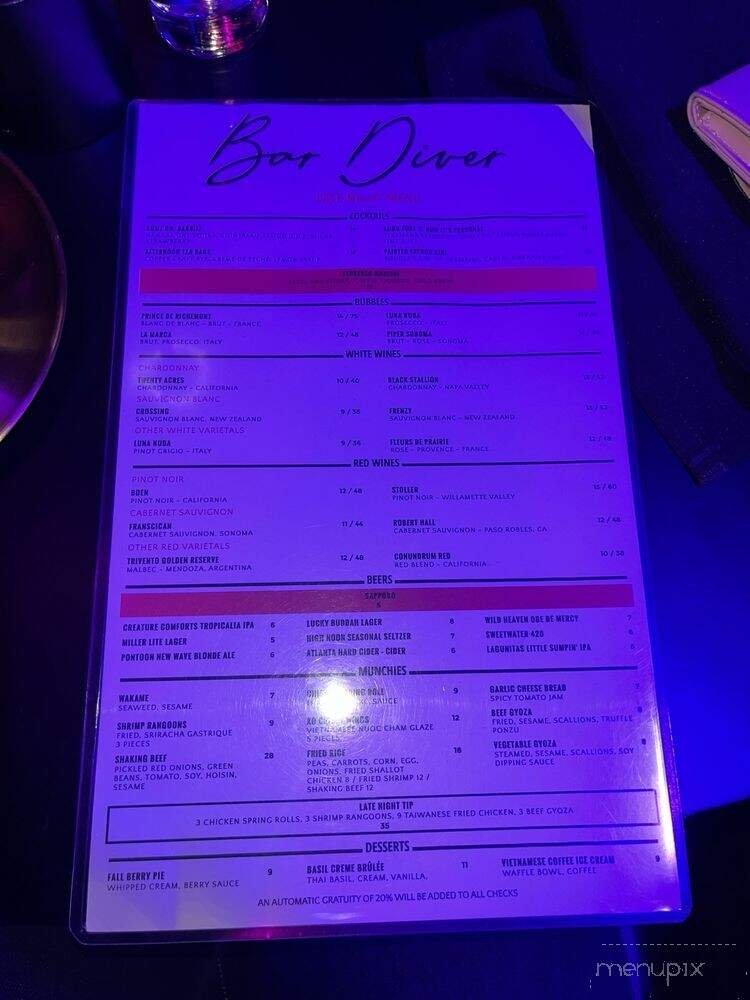 Bar Diver
LATE NIGHT MENU
COCKTAILS
AFTERNOON TEA BABE
BUBBLES
PRINCE DE RICHEMONT 14 / 75
BLANC DE BLANC – BRUT – FRANCE
LUNA NUDA
PROSECCO – ITALY
LA MARCA 12 / 48
BRUT, PROSECCO, ITALY
PIPER SONOMA
BRUT – ROSE – SONOMA
WHITE WINES
CHARDONNAY
TWENTY ACRES 10 / 40
CHARDONNAY – CALIFORNIA
BLACK STALLION
CHARDONNAY – NAPA VALLEY
SAUVIGNON BLANC
CROSSING 9 / 36
SAUVIGNON BLANC, NEW ZEALAND
FRENZY
SAUVIGNON BLANC – NEW ZEALAND
OTHER WHITE VARIETALS
LUNA NUDA 9 / 36
PINOT GRIGIO – ITALY
FLEURS DE PRAIRIE 12 / 48
ROSE – PROVENCE – FRANCE
RED WINES
PINOT NOIR
BOEN 12 / 48
PINOT NOIR – CALIFORNIA
STOLLER 15 / 60
PINOT NOIR – WILLAMETTE VALLEY
CABERNET SAUVIGNON
FRANSCICAN 11 / 44
CABERNET SAUVIGNON, SONOMA
ROBERT HALL 12 / 48
CABERNET SAUVIGNON – PASO ROBLES, CA
OTHER RED VARIETALS
TRIVENTO GOLDEN RESERVE 12 / 48
MALBEC – MENDOZA, ARGENTINA
CONUNDRUM RED 10 / 38
RED BLEND – CALIFORNIA
BEERS
SAPPORO
5
CREATURE COMFORTS TROPICALIA IPA 6
LUCKY BUDDAH LAGER 8
WILD HEAVEN ODE DE MERCY 7
MILLER LITE LAGER 5
HIGH NOON SEASONAL SELTZER 7
SWEETWATER 420 6
PONTOON NEW WAVE BLONDE ALE 6
ATLANTA HARD CIDER – CIDER 6
LAGUNITAS LITTLE SUMPIN' IPA
MUNCHIES
WAKAME 7
SEAWEED, SESAME
ROLL 9
SAUCE
GARLIC CHEESE BREAD 7
SPICY TOMATO JAM
SHRIMP RANGOONS 9
FRIED, SRIRACHA GASTRIQUE
3 PIECES
XO WINGS 12
VIETNAMESE NUOC CHAM GLAZE
5 PIECES
BEEF GYOZA
FRIED, SESAME, SCALLIONS, TRUFFLE
PONZU
SHAKING BEEF 28
PICKLED RED ONIONS, GREEN
BEANS, TOMATO, SOY, HOISIN,
SESAME
FRIED RICE 16
PEAS, CARROTS, CORN, EGG,
ONIONS, FRIED SHALLOT
CHICKEN 8 / FRIED SHRIMP 12 /
SHAKING BEEF 12
VEGETABLE GYOZA
STEAMED, SESAME, SCALLIONS, SOY
DIPPING SAUCE
LATE NIGHT TIP
3 CHICKEN SPRING ROLLS, 3 SHRIMP RANGOONS, 9 TAIWANESE FRIED CHICKEN, 3 BEEF GYOZA
35
DESSERTS
FALL BERRY PIE 9
WHIPPED CREAM, BERRY SAUCE
BASIL CREME BRÛLÉE 11
THAI BASIL, CREAM, VANILLA,
VIETNAMESE COFFEE ICE CREAM 9
WAFFLE BOWL, COFFEE
AN AUTOMATIC GRATUITY OF 20% WILL BE ADDED TO ALL CHECKS
menupix